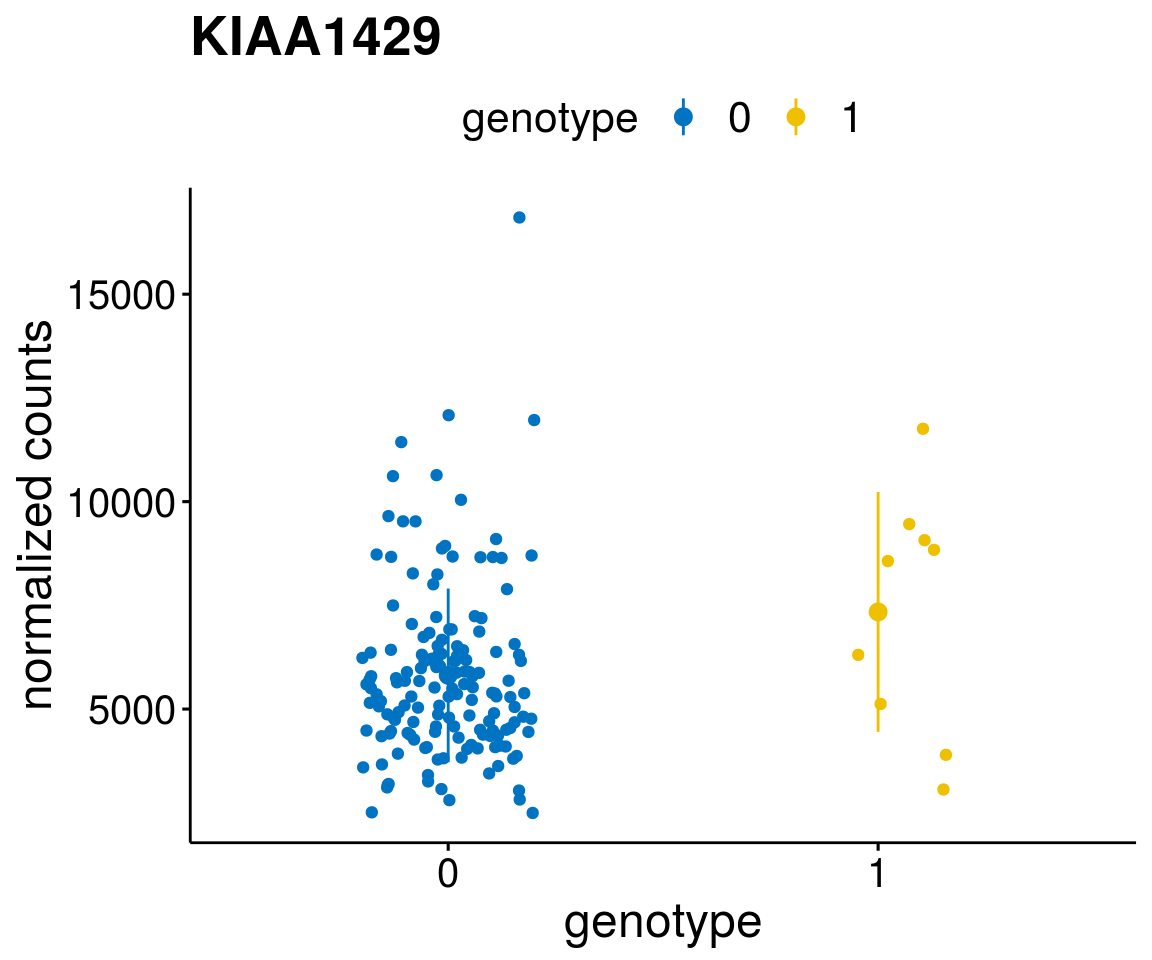 KIAA1429
genotype 0 1
normalized counts
15000
10000
5000
0 1
genotype